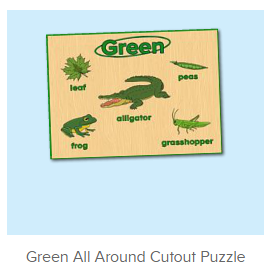 Green
leaf
peas
alligator
frog
grasshopper
Green All Around Cutout Puzzle